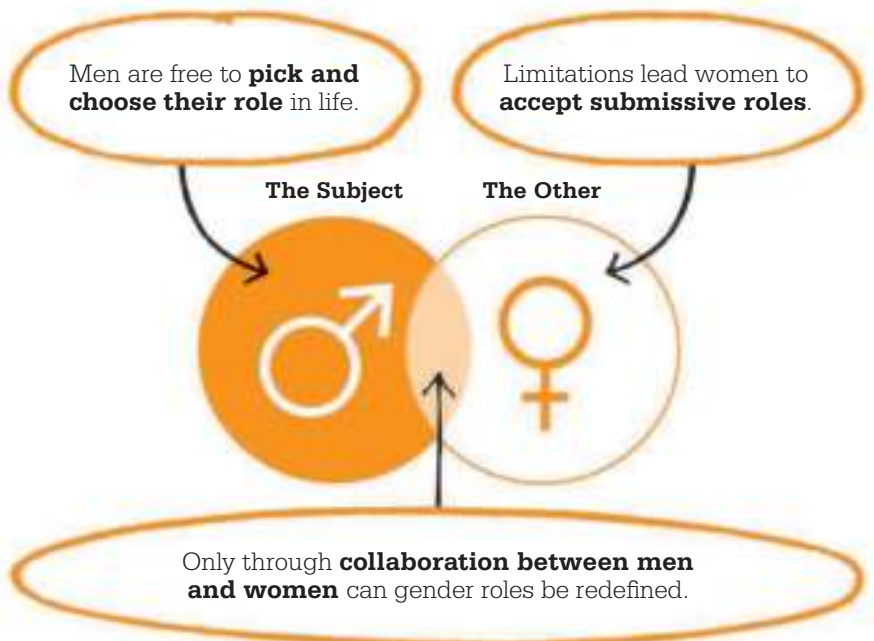 Men are free to pick and
choose their role in life.
Limitations lead women to
accept submissive roles.
The Subject
The Other
Only through collaboration between men
and women can gender roles be redefined.